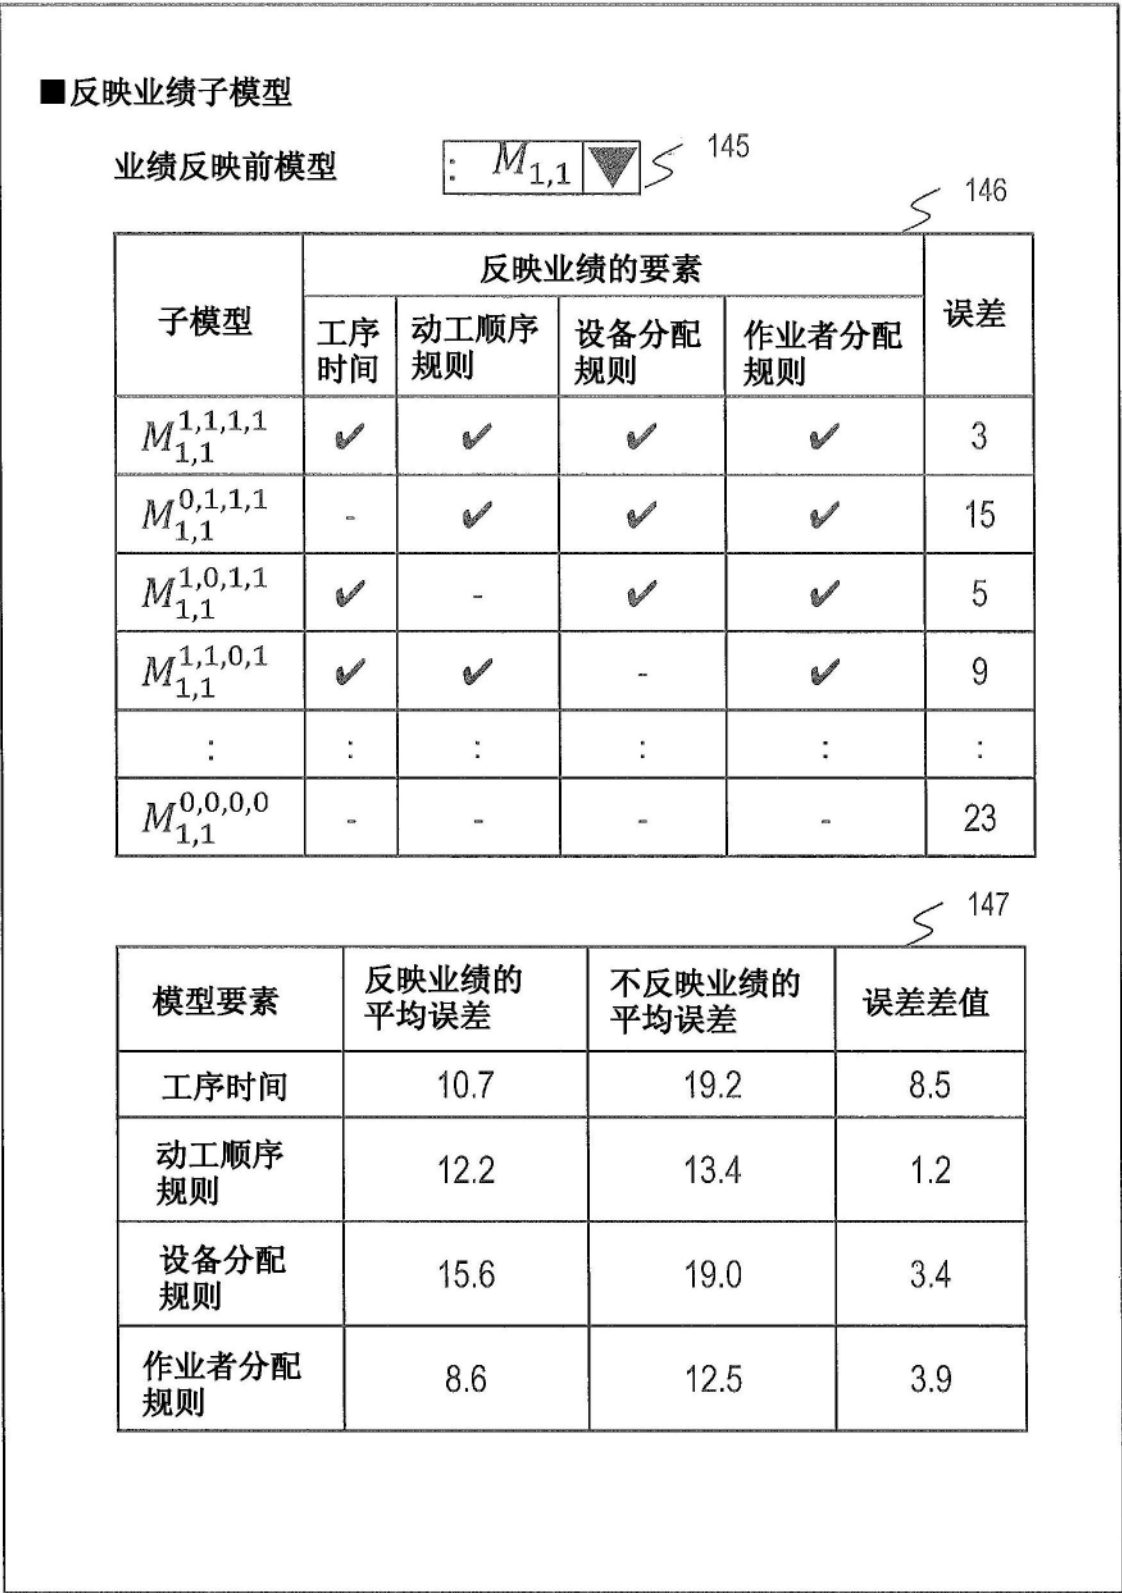 ■反映业绩子模型
业绩反映前模型 : M1,1 ▼ 145
146
子模型 反映业绩的要素 误差
工序时间 动工顺序规则 设备分配规则 作业者分配规则
M1,1 1,1,1,1 ✔ ✔ ✔ ✔ 3
M1,1 0,1,1,1 - ✔ ✔ ✔ 15
M1,1 1,0,1,1 ✔ - ✔ ✔ 5
M1,1 1,1,0,1 ✔ ✔ - ✔ 9
: : : : : :
M1,1 0,0,0,0 - - - - 23
147
模型要素 反映业绩的平均误差 不反映业绩的平均误差 误差差值
工序时间 10.7 19.2 8.5
动工顺序规则 12.2 13.4 1.2
设备分配规则 15.6 19.0 3.4
作业者分配规则 8.6 12.5 3.9